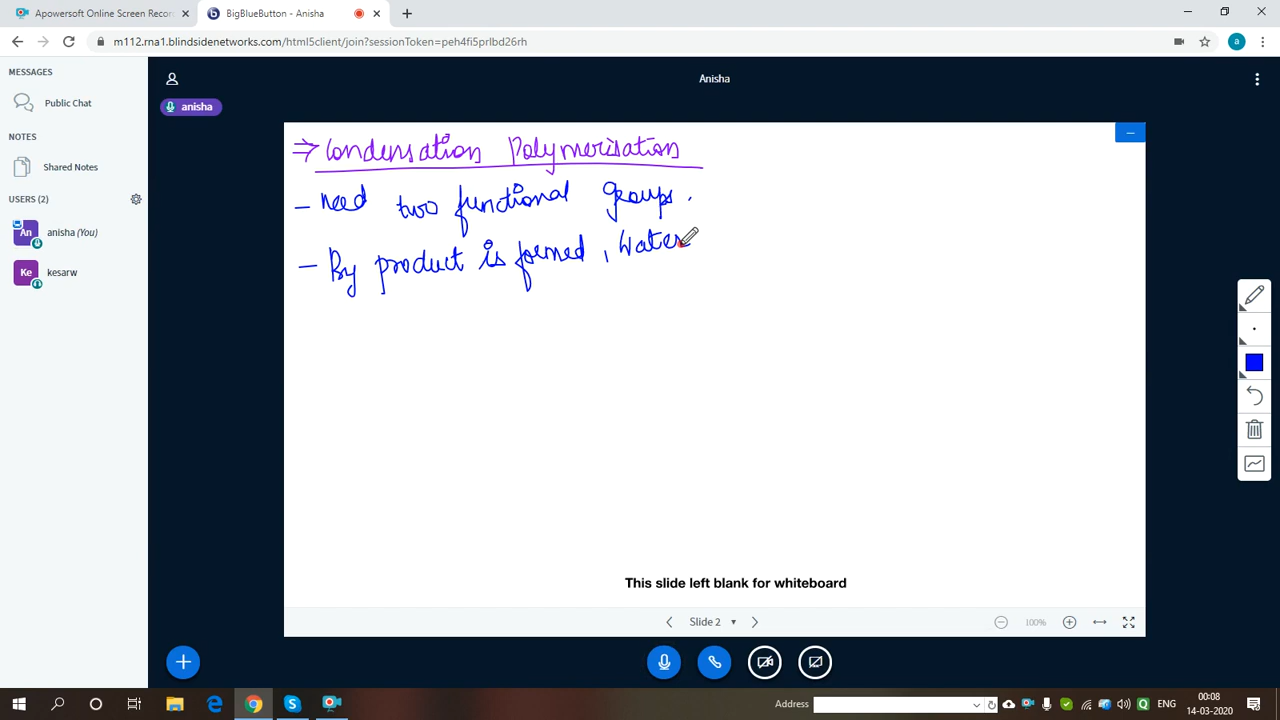 Apowersoft Online Screen Recor
BigBlueButton - Anisha
m112.rna1.blindsidenetworks.com/html5client/join?sessionToken=peh4fi5prlbd26rh
a
MESSAGES
Public Chat
NOTES
Shared Notes
USERS (2)
An anisha (You)
Ke kesarw
Anisha
anisha
⇒ Condensation Polymerisation
- Need two functional groups.
- By product is formed, Water
This slide left blank for whiteboard
Slide 2
100%
Address
ENG
00:08
14-03-2020